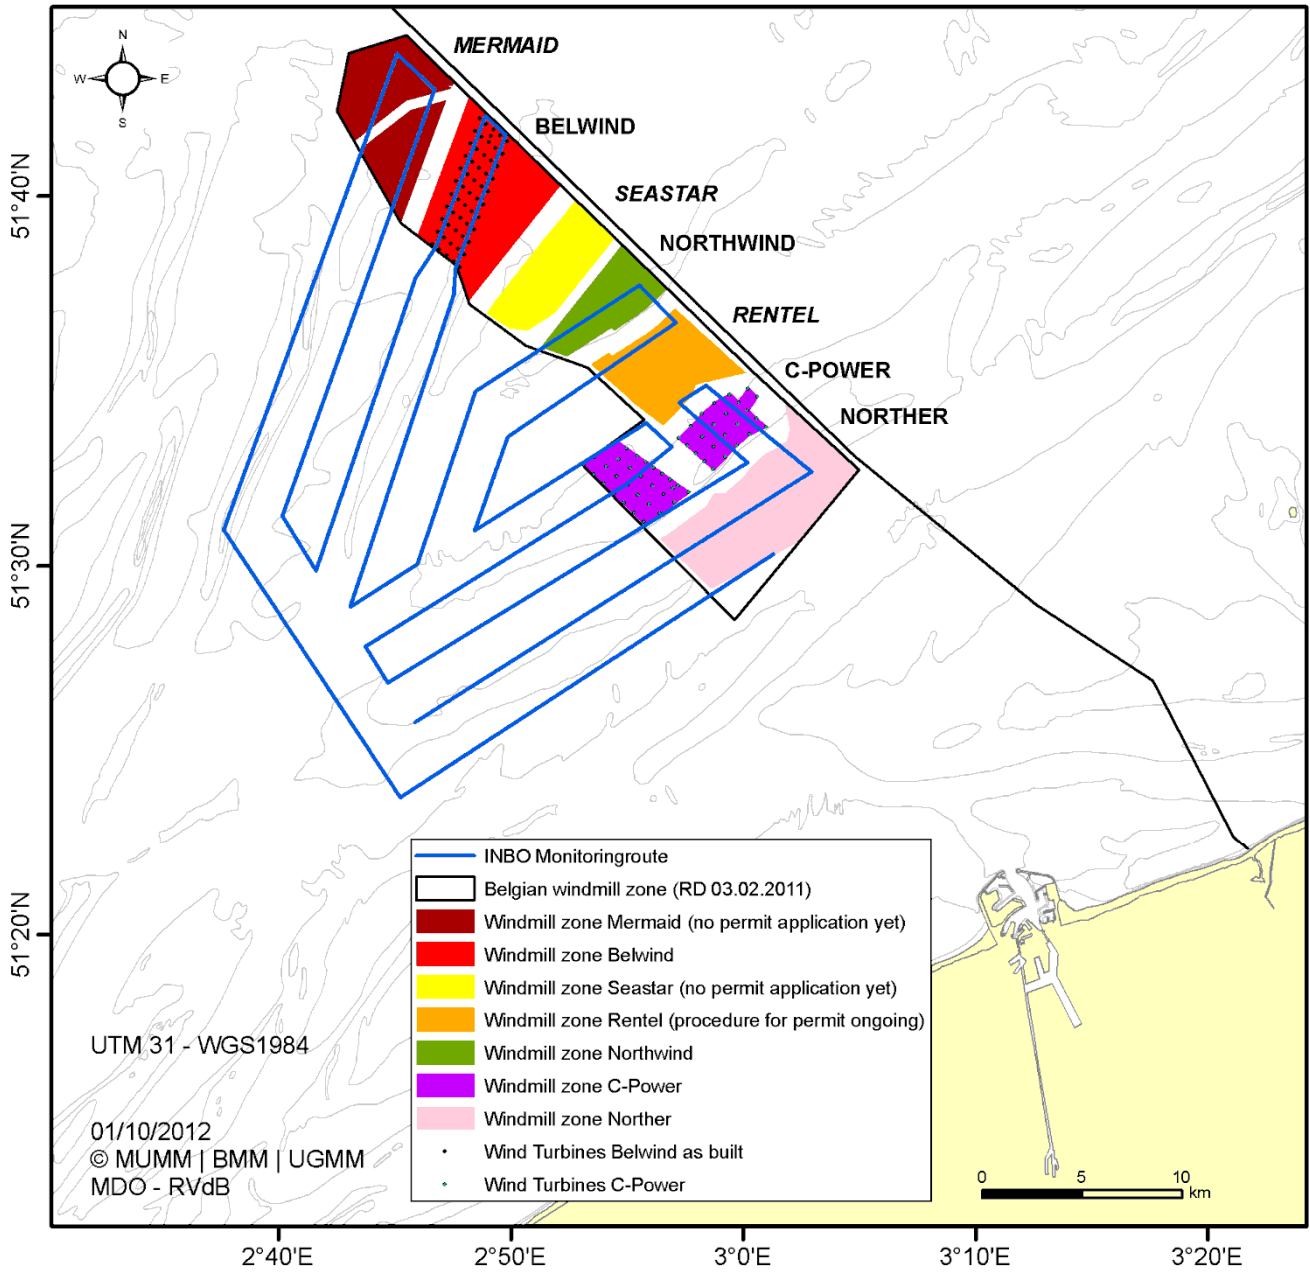 N
W E
S
MERMAID
BELWIND
SEASTAR
NORTHWIND
RENTEL
C-POWER
NORTHER
51°40'N
51°30'N
51°20'N
INBO Monitoringroute
Belgian windmill zone (RD 03.02.2011)
Windmill zone Mermaid (no permit application yet)
Windmill zone Belwind
Windmill zone Seastar (no permit application yet)
Windmill zone Rentel (procedure for permit ongoing)
Windmill zone Northwind
Windmill zone C-Power
Windmill zone Norther
Wind Turbines Belwind as built
Wind Turbines C-Power
UTM 31 - WGS1984
01/10/2012
© MUMM | BMM | UGMM
MDO - RVdB
0 5 10
km
2°40'E 2°50'E 3°0'E 3°10'E 3°20'E